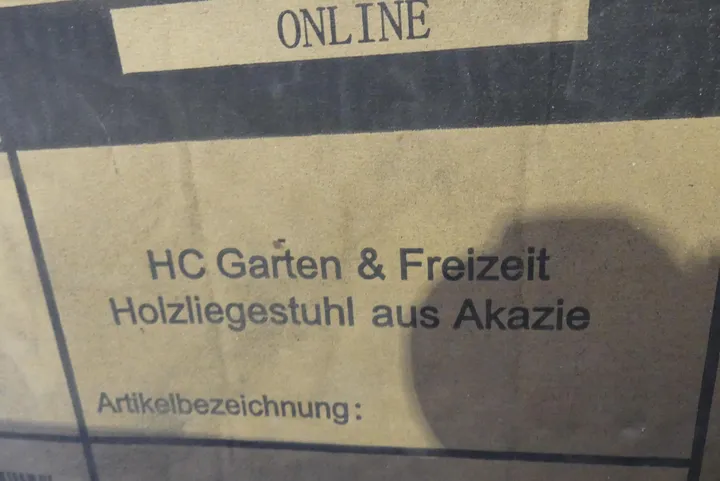 ONLINE
HC Garten & Freizeit
Holzliegestuhl aus Akazie
Artikelbezeichnung: